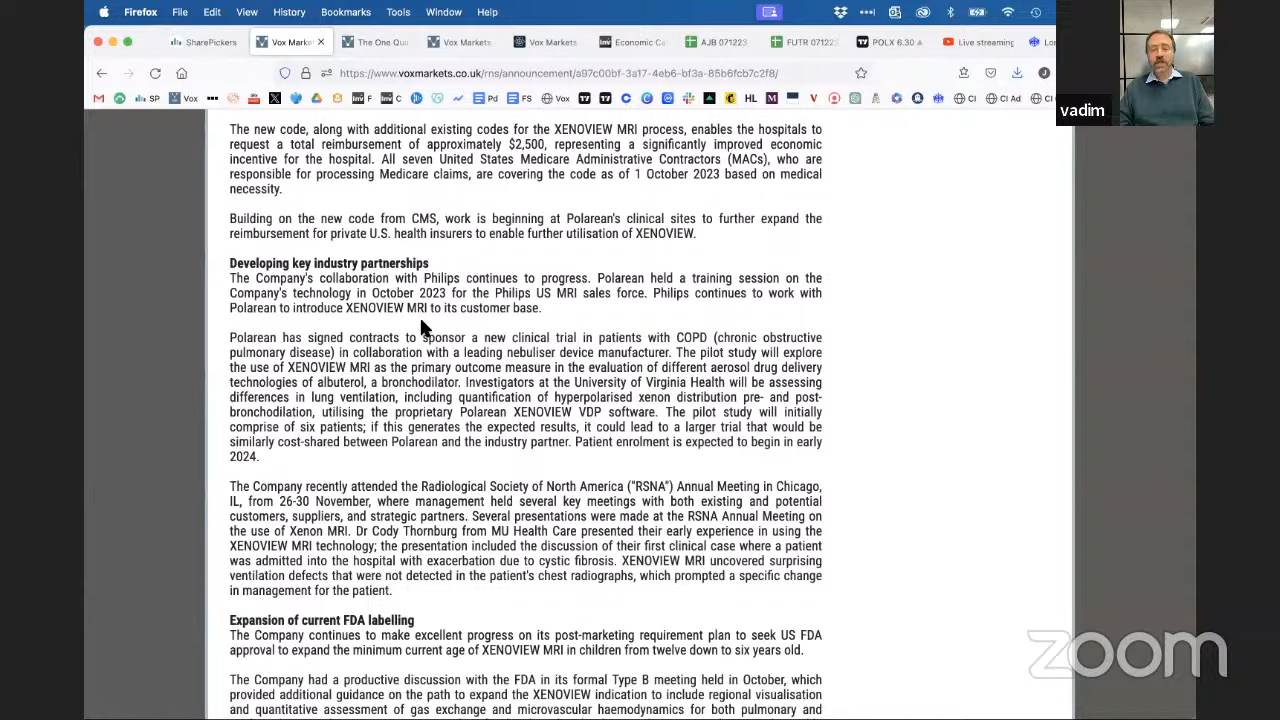 Firefox File Edit View History Bookmarks Tools Window Help
SharePickers Vox Marke The One Qua Vox Markets Vox Markets Economic Ca AJB 071223 FUTR 07122 POLX 6.30 A Live streaming Lon
https://www.voxmarkets.co.uk/rns/announcement/a97c00bf-3a17-4eb6-bf3a-85b6fcb7c2f8/
SP Vox F C Pd FS Vox HL CI CI Ad CI
vadim
The new code, along with additional existing codes for the XENOVIEW MRI process, enables the hospitals to
request a total reimbursement of approximately $2,500, representing a significantly improved economic
incentive for the hospital. All seven United States Medicare Administrative Contractors (MACs), who are
responsible for processing Medicare claims, are covering the code as of 1 October 2023 based on medical
necessity.
Building on the new code from CMS, work is beginning at Polarean's clinical sites to further expand the
reimbursement for private U.S. health insurers to enable further utilisation of XENOVIEW.
Developing key industry partnerships
The Company's collaboration with Philips continues to progress. Polarean held a training session on the
Company's technology in October 2023 for the Philips US MRI sales force. Philips continues to work with
Polarean to introduce XENOVIEW MRI to its customer base.
Polarean has signed contracts to sponsor a new clinical trial in patients with COPD (chronic obstructive
pulmonary disease) in collaboration with a leading nebuliser device manufacturer. The pilot study will explore
the use of XENOVIEW MRI as the primary outcome measure in the evaluation of different aerosol drug delivery
technologies of albuterol, a bronchodilator. Investigators at the University of Virginia Health will be assessing
differences in lung ventilation, including quantification of hyperpolarised xenon distribution pre- and post-
bronchodilation, utilising the proprietary Polarean XENOVIEW VDP software. The pilot study will initially
comprise of six patients; if this generates the expected results, it could lead to a larger trial that would be
similarly cost-shared between Polarean and the industry partner. Patient enrolment is expected to begin in early
2024.
The Company recently attended the Radiological Society of North America ("RSNA") Annual Meeting in Chicago,
IL, from 26-30 November, where management held several key meetings with both existing and potential
customers, suppliers, and strategic partners. Several presentations were made at the RSNA Annual Meeting on
the use of Xenon MRI. Dr Cody Thornburg from MU Health Care presented their early experience in using the
XENOVIEW MRI technology; the presentation included the discussion of their first clinical case where a patient
was admitted into the hospital with exacerbation due to cystic fibrosis. XENOVIEW MRI uncovered surprising
ventilation defects that were not detected in the patient's chest radiographs, which prompted a specific change
in management for the patient.
Expansion of current FDA labelling
The Company continues to make excellent progress on its post-marketing requirement plan to seek US FDA
approval to expand the minimum current age of XENOVIEW MRI in children from twelve down to six years old.
The Company had a productive discussion with the FDA in its formal Type B meeting held in October, which
provided additional guidance on the path to expand the XENOVIEW indication to include regional visualisation
and quantitative assessment of gas exchange and microvascular haemodynamics for both pulmonary and
zoom